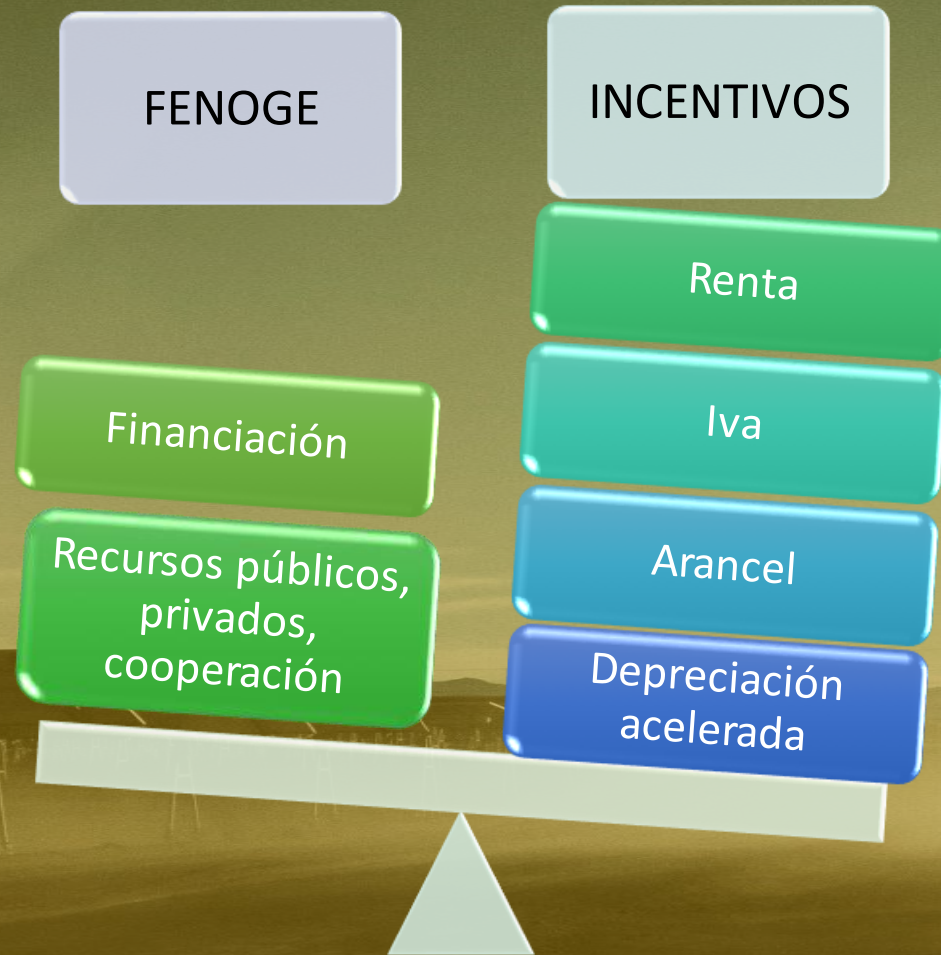 FENOGE
Financiación
Recursos públicos,
privados,
cooperación
INCENTIVOS
Renta
Iva
Arancel
Depreciación
acelerada